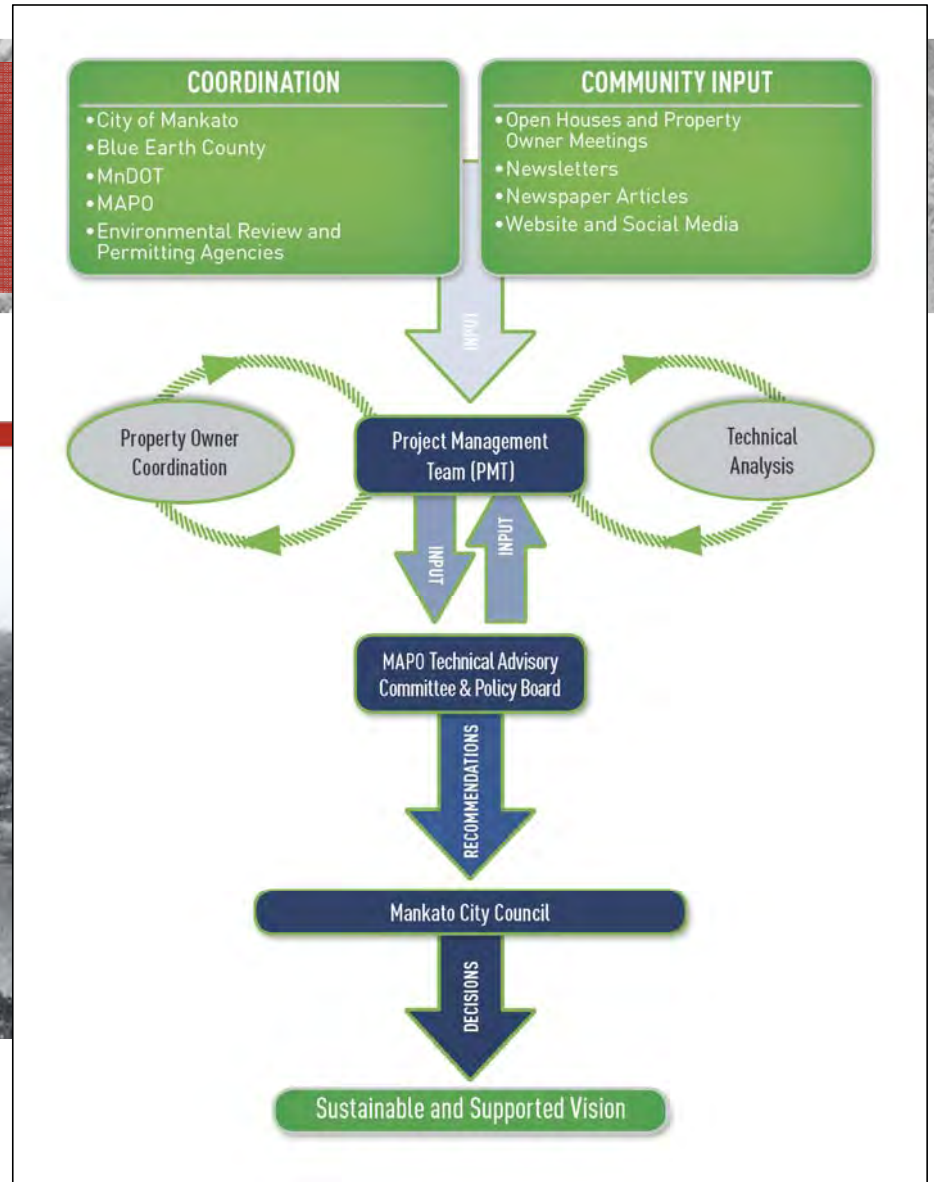 COORDINATION
•City of Mankato
•Blue Earth County
•MnDOT
•MAPO
•Environmental Review and
Permitting Agencies
COMMUNITY INPUT
•Open Houses and Property
Owner Meetings
•Newsletters
•Newspaper Articles
•Website and Social Media
INPUT
Property Owner
Coordination
Project Management
Team (PMT)
Technical
Analysis
INPUT
INPUT
MAPO Technical Advisory
Committee & Policy Board
RECOMMENDATIONS
Mankato City Council
DECISIONS
Sustainable and Supported Vision